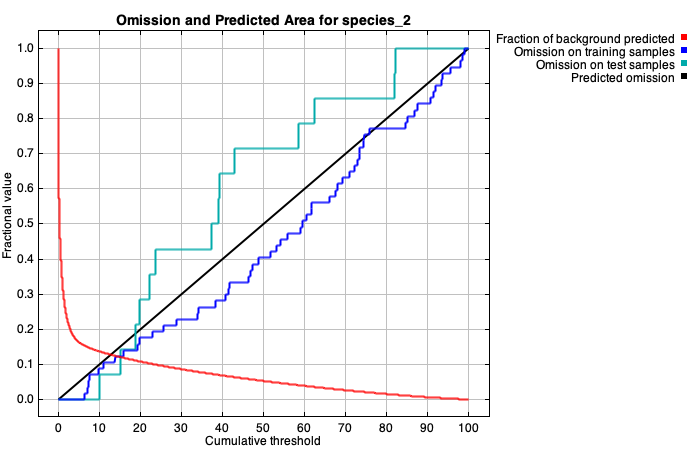 Omission and Predicted Area for species_2
Fraction of background predicted
Omission on training samples
Omission on test samples
Predicted omission
Fractional value
1.0
0.9
0.8
0.7
0.6
0.5
0.4
0.3
0.2
0.1
0.0
0 10 20 30 40 50 60 70 80 90 100
Cumulative threshold